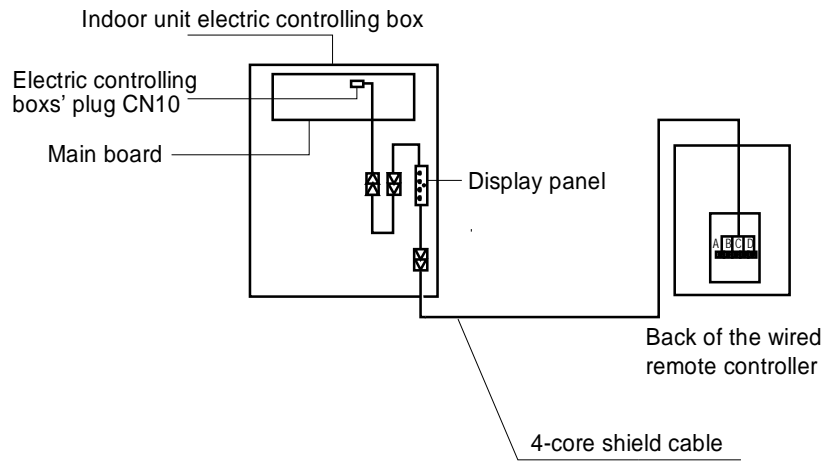 Indoor unit electric controlling box
Electric controlling
boxs' plug CN10
Main board
Display panel
A B C D
Back of the wired
remote controller
4-core shield cable